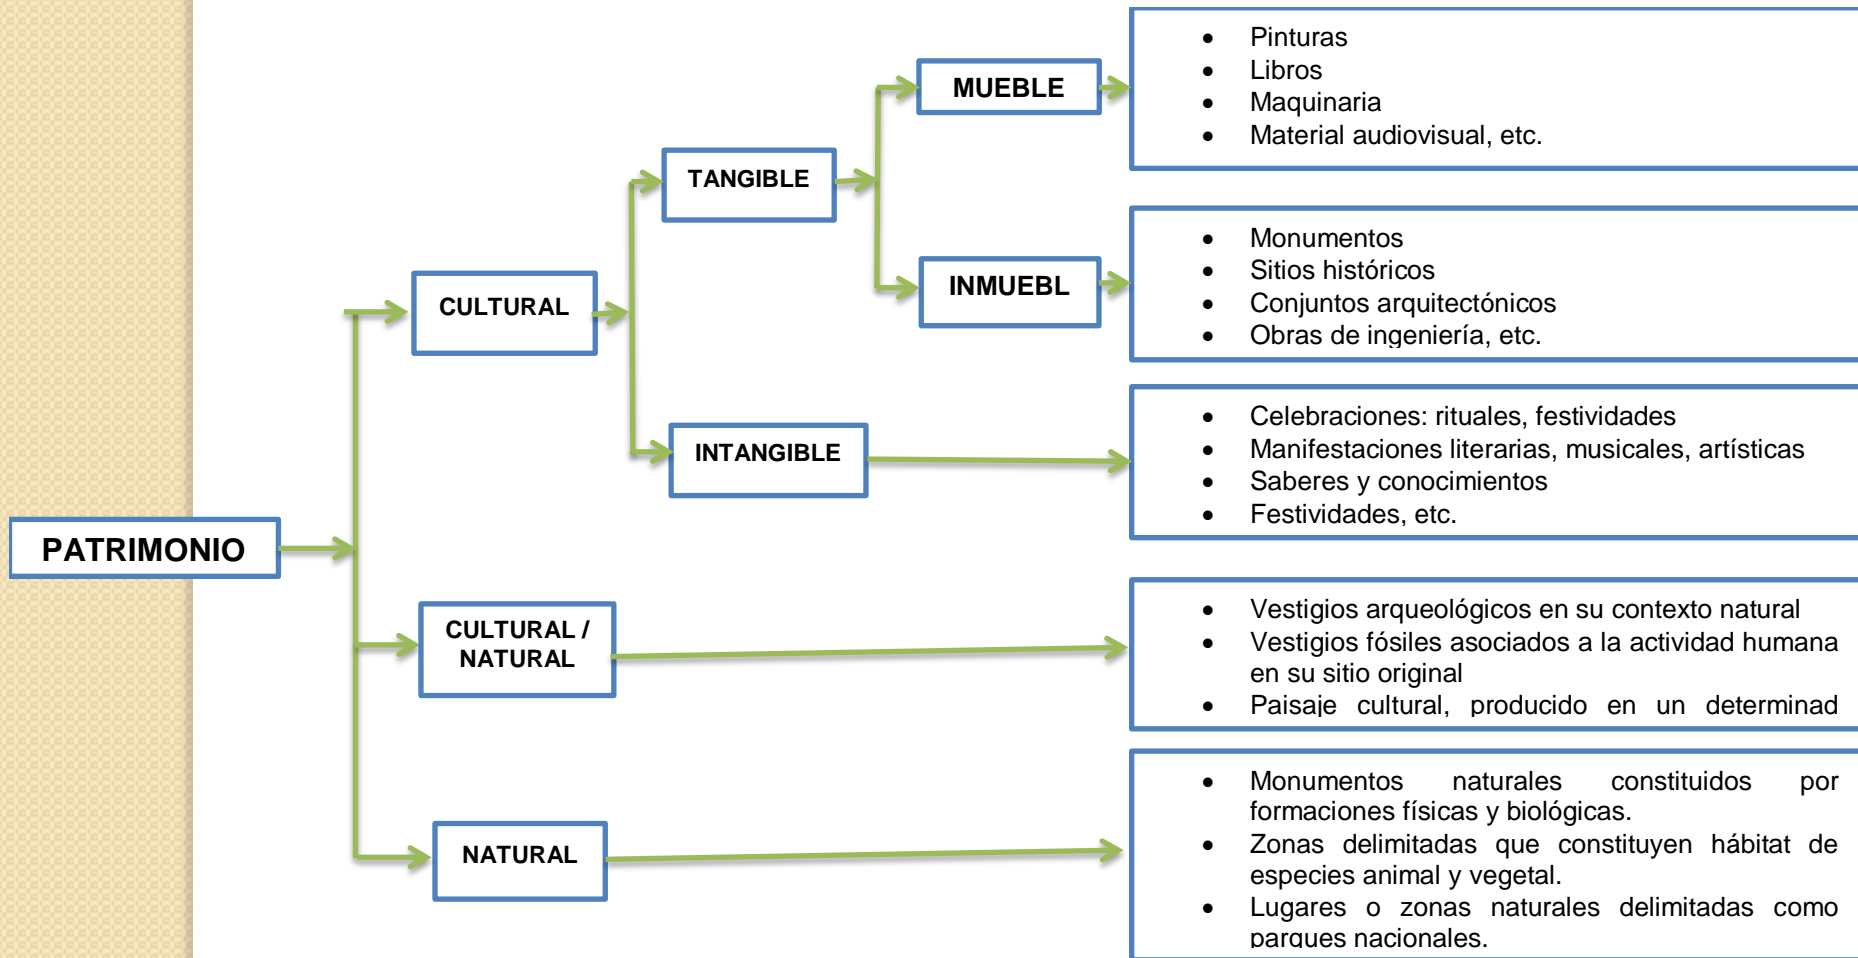 PATRIMONIO
CULTURAL
TANGIBLE
MUEBLE
• Pinturas
• Libros
• Maquinaria
• Material audiovisual, etc.
INMUEBL
• Monumentos
• Sitios históricos
• Conjuntos arquitectónicos
• Obras de ingeniería, etc.
INTANGIBLE
• Celebraciones: rituales, festividades
• Manifestaciones literarias, musicales, artísticas
• Saberes y conocimientos
• Festividades, etc.
CULTURAL /
NATURAL
• Vestigios arqueológicos en su contexto natural
• Vestigios fósiles asociados a la actividad humana
en su sitio original
• Paisaje cultural, producido en un determinad
NATURAL
• Monumentos naturales constituidos por
formaciones físicas y biológicas.
• Zonas delimitadas que constituyen hábitat de
especies animal y vegetal.
• Lugares o zonas naturales delimitadas como
parques nacionales.